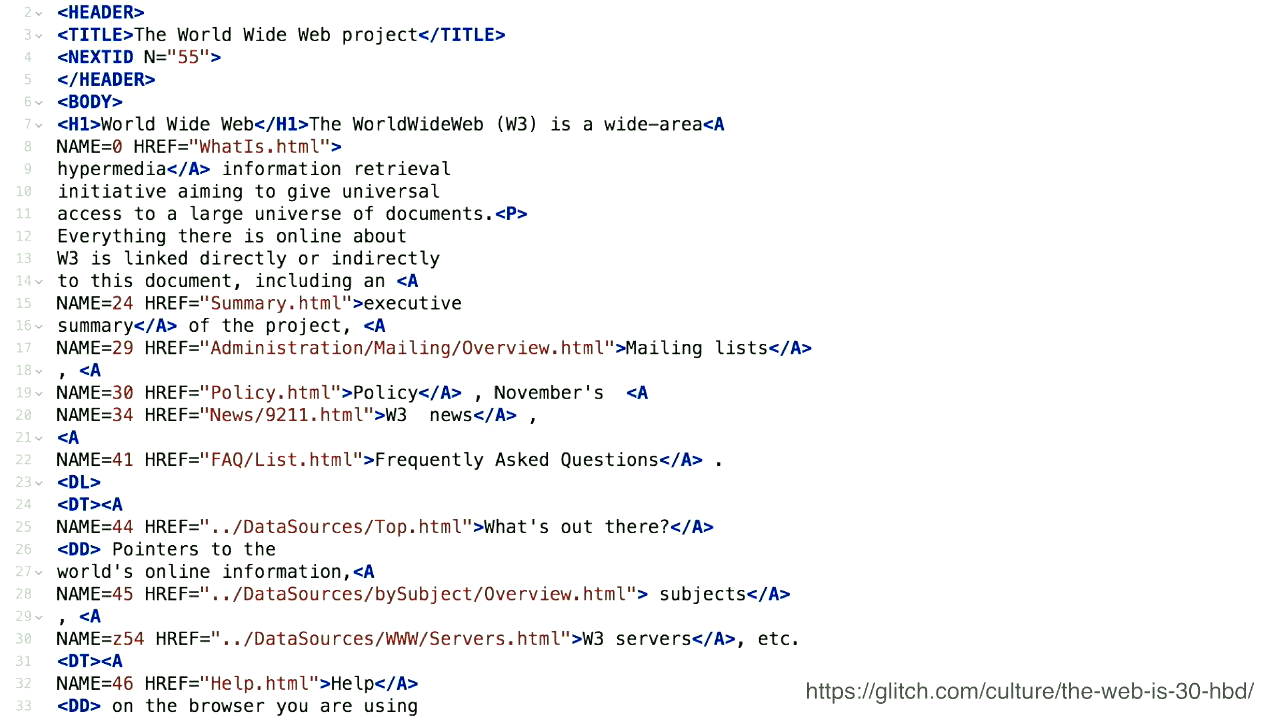 2 <HEADER>
3 <TITLE>The World Wide Web project</TITLE>
4 <NEXTID N="55">
5 </HEADER>
6 <BODY>
7 <H1>World Wide Web</H1>The WorldWideWeb (W3) is a wide-area<A
8 NAME=0 HREF="WhatIs.html">
9 hypermedia</A> information retrieval
10 initiative aiming to give universal
11 access to a large universe of documents.<P>
12 Everything there is online about
13 W3 is linked directly or indirectly
14 to this document, including an <A
15 NAME=24 HREF="Summary.html">executive
16 summary</A> of the project, <A
17 NAME=29 HREF="Administration/Mailing/Overview.html">Mailing lists</A>
18 , <A
19 NAME=30 HREF="Policy.html">Policy</A> , November's  <A
20 NAME=34 HREF="News/9211.html">W3  news</A> ,
21 <A
22 NAME=41 HREF="FAQ/List.html">Frequently Asked Questions</A> .
23 <DL>
24 <DT><A
25 NAME=44 HREF="../DataSources/Top.html">What's out there?</A>
26 <DD> Pointers to the
27 world's online information,<A
28 NAME=45 HREF="../DataSources/bySubject/Overview.html"> subjects</A>
29 , <A
30 NAME=z54 HREF="../DataSources/WWW/Servers.html">W3 servers</A>, etc.
31 <DT><A
32 NAME=46 HREF="Help.html">Help</A>
33 <DD> on the browser you are using
https://glitch.com/culture/the-web-is-30-hbd/